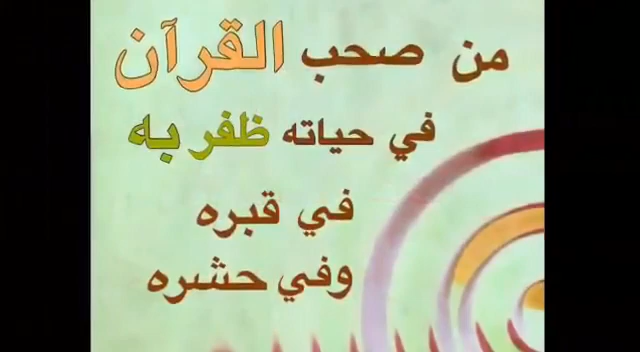 من صحب القرآن
في حياته ظفر به
في قبره
وفي حشره